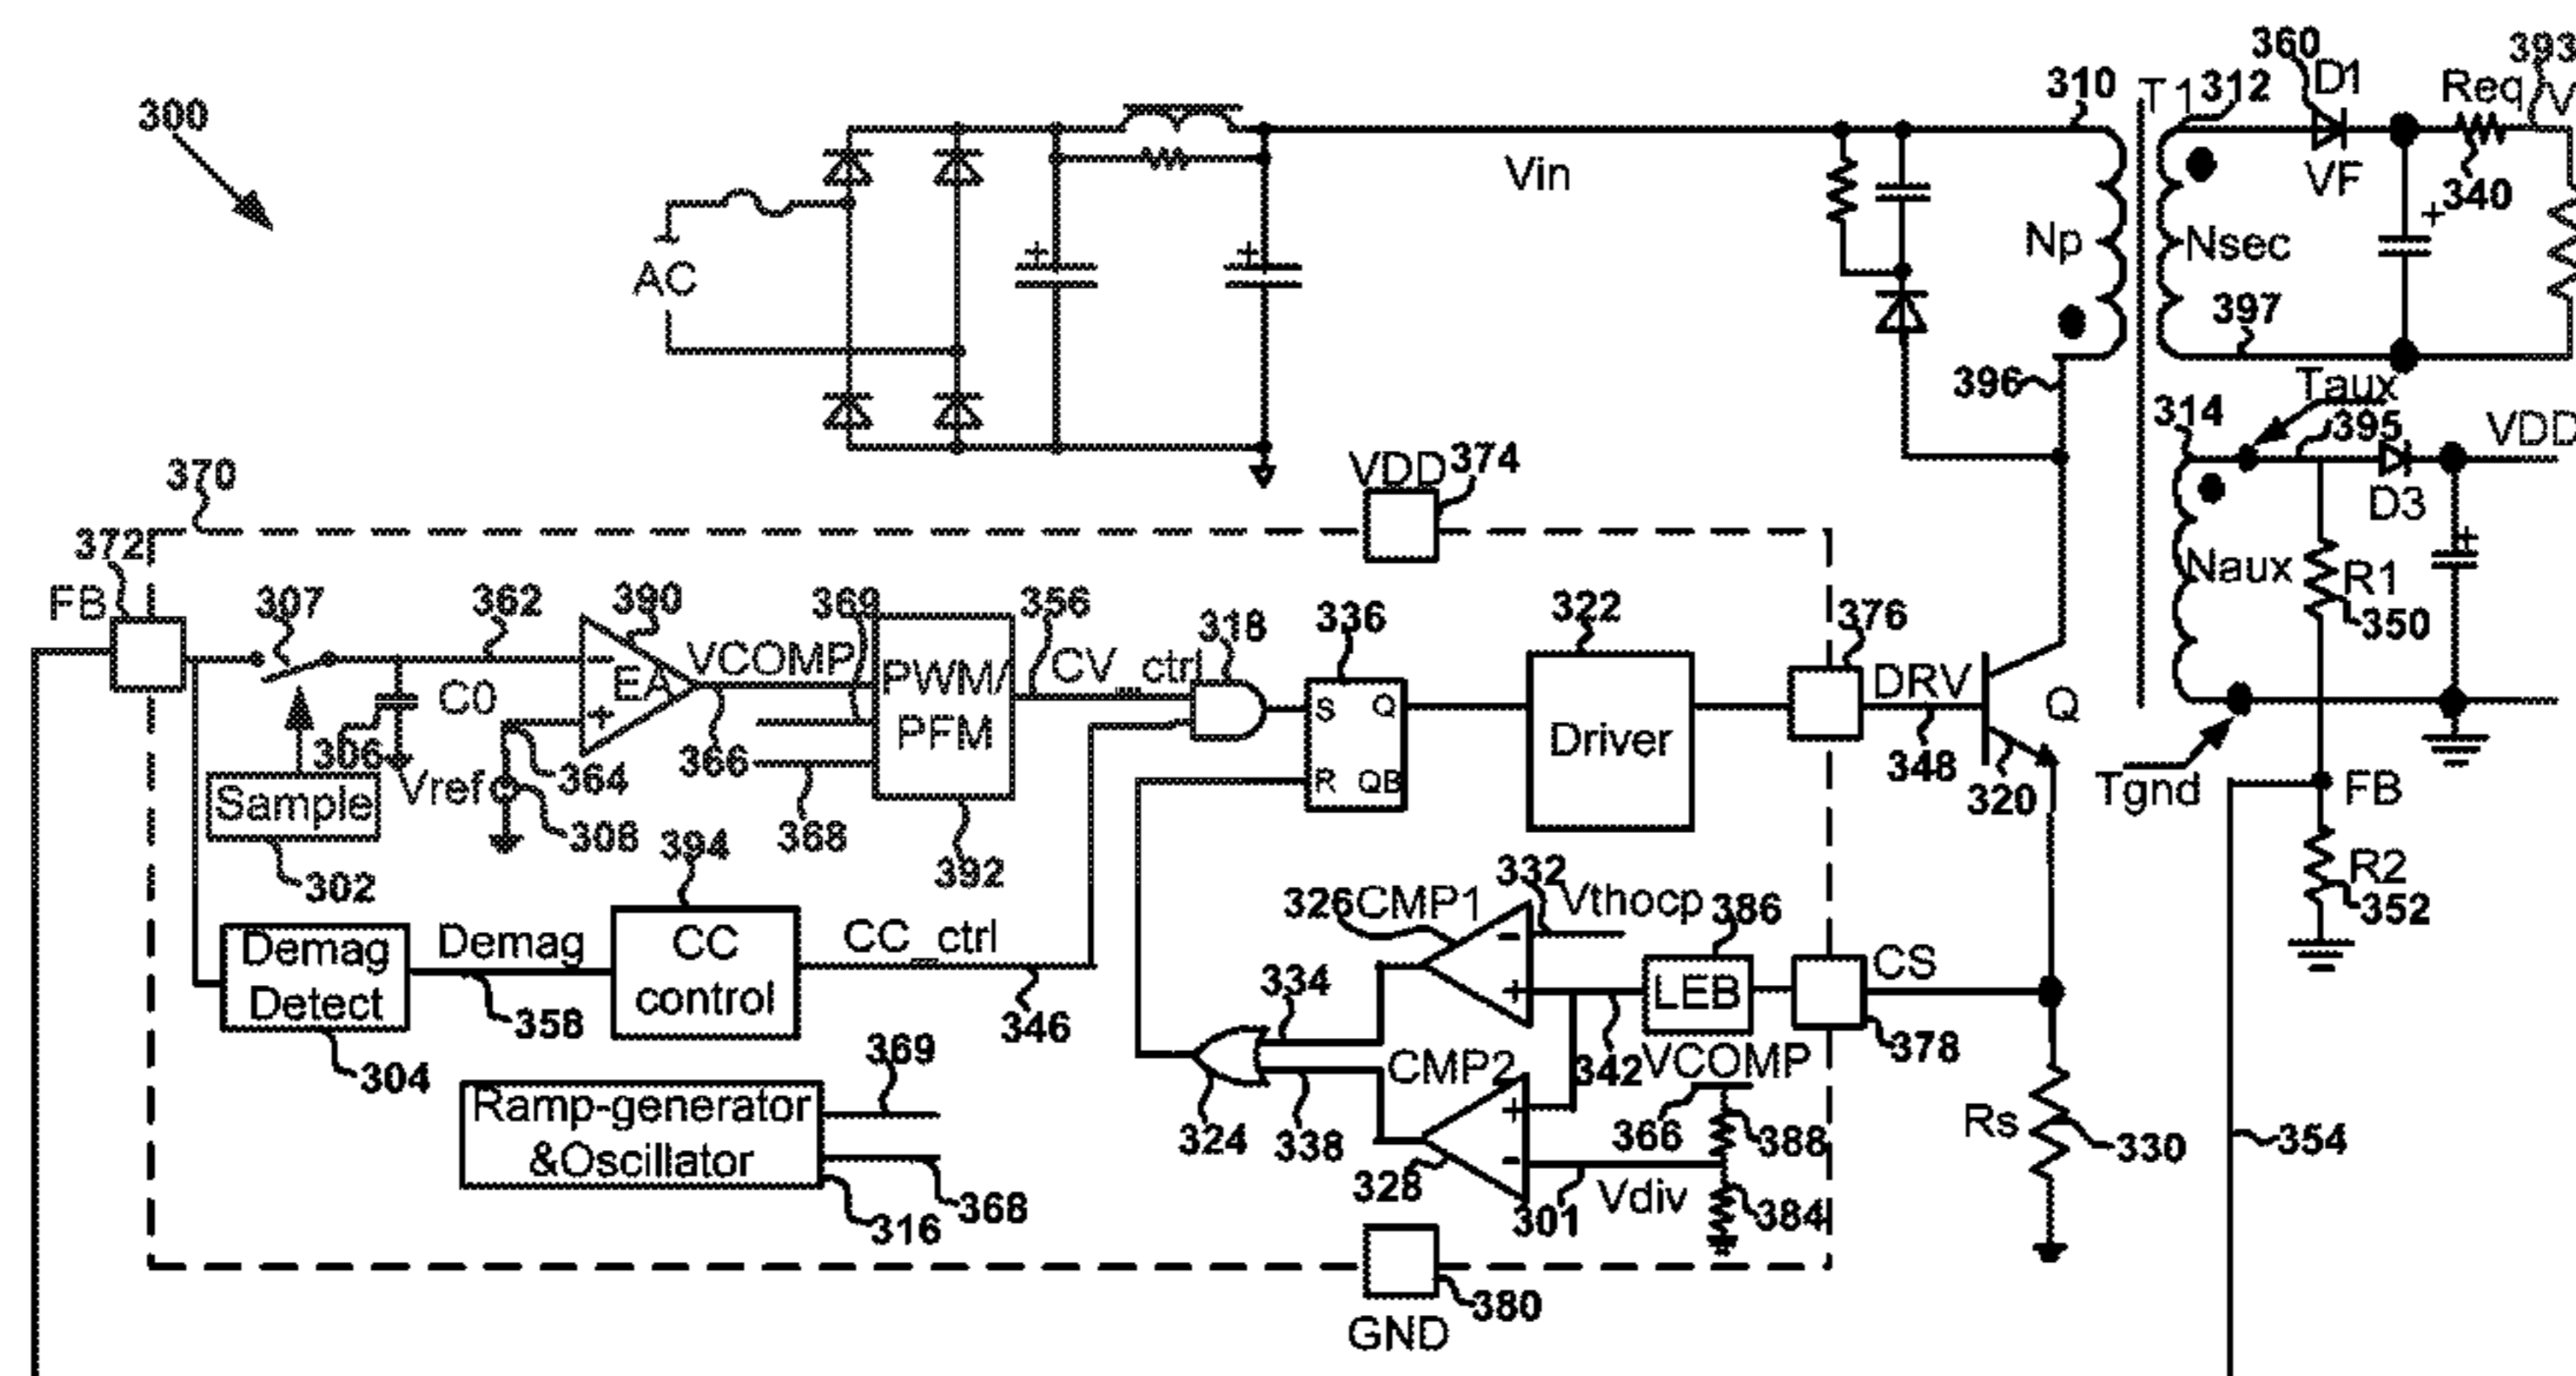 300
AC
Vin
310
T1
312
360
D1
VF
Req
340
393
V
Np
Nsec
397
396
Taux
314
395
VDD
D3
Naux
R1
350
Tgnd
FB
R2
352
354
370
372
FB
VDD
374
307
362
390
EA
-
+
C0
306
Vref
364
308
Sample
302
VCOMP
366
369
368
PWM/
PFM
392
356
CV_ctrl
318
336
S
Q
R
QB
322
Driver
376
DRV
348
Q
320
Demag
Detect
304
Demag
358
394
CC
control
CC_ctrl
346
Ramp-generator
&Oscillator
316
369
368
326
CMP1
332
Vthocp
-
+
386
LEB
CS
378
334
324
338
CMP2
342
VCOMP
366
388
+
-
328
301
Vdiv
384
Rs
330
380
GND